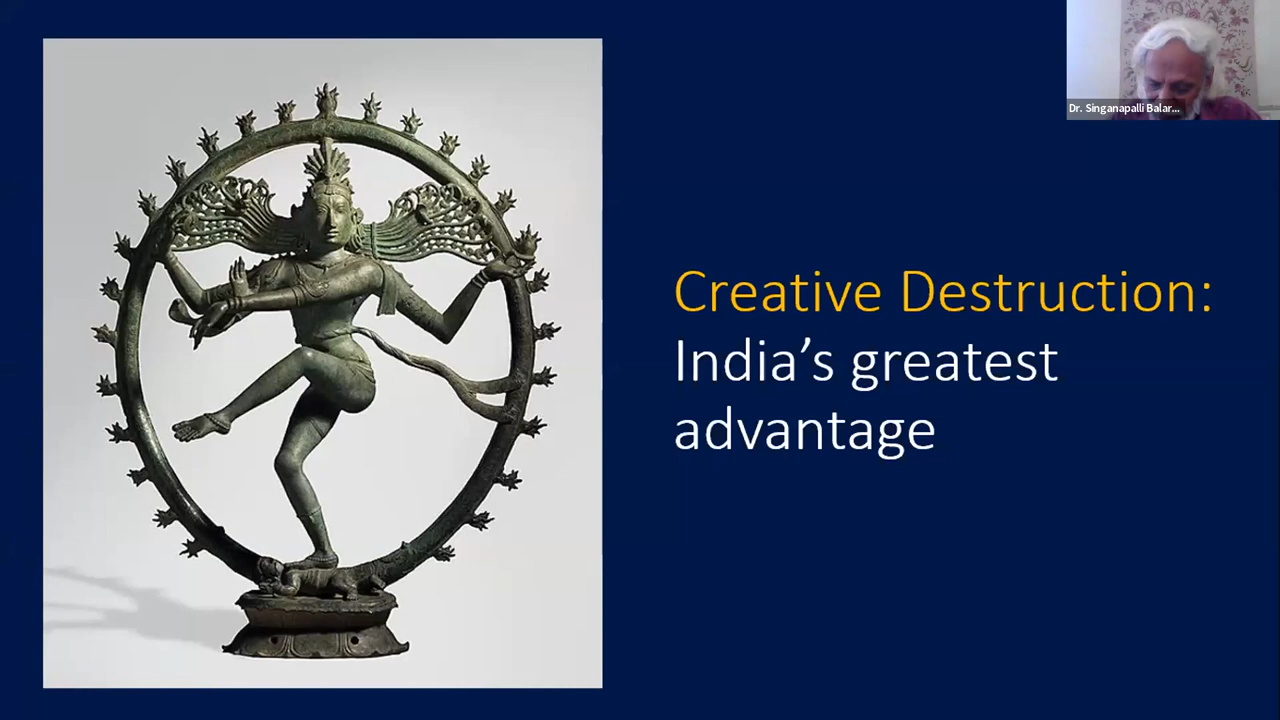 Dr. Singanapalli Balar...
Creative Destruction:
India's greatest
advantage